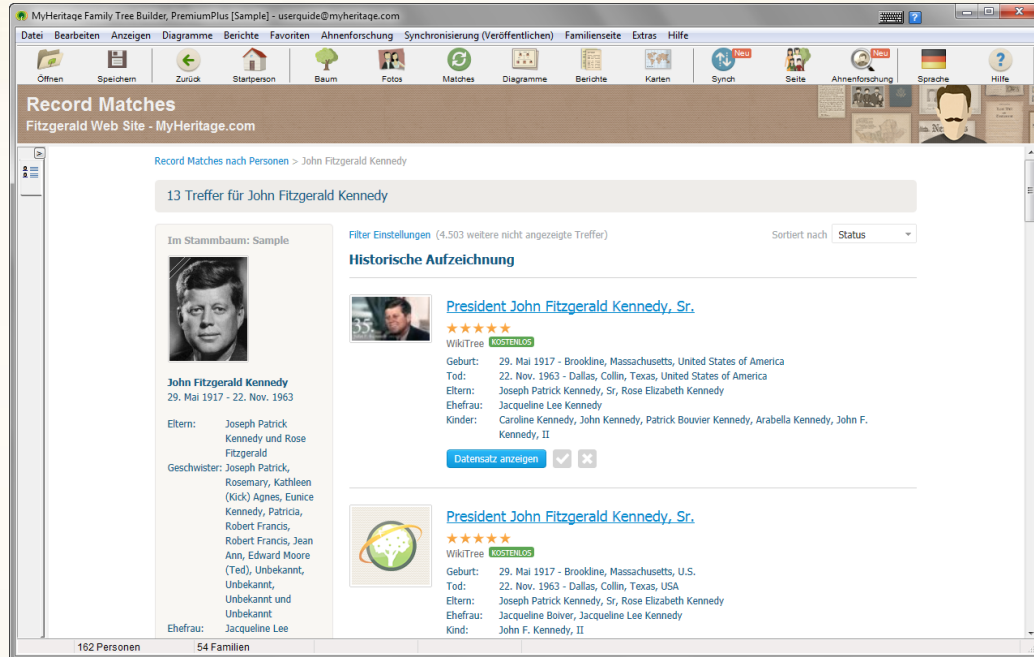 MyHeritage Family Tree Builder, PremiumPlus [Sample] - userguide@myheritage.com
Datei Bearbeiten Anzeigen Diagramme Berichte Favoriten Ahnenforschung Synchronisierung (Veröffentlichen) Familienseite Extras Hilfe
Neu Neu
Öffnen Speichern Zurück Startperson Baum Fotos Matches Diagramme Berichte Karten Synch Seite Ahnenforschung Sprache Hilfe
Record Matches
Fitzgerald Web Site - MyHeritage.com
Record Matches nach Personen > John Fitzgerald Kennedy
13 Treffer für John Fitzgerald Kennedy
Im Stammbaum: Sample
John Fitzgerald Kennedy
29. Mai 1917 - 22. Nov. 1963
Eltern: Joseph Patrick
Kennedy und Rose
Fitzgerald
Geschwister: Joseph Patrick,
Rosemary, Kathleen
(Kick) Agnes, Eunice
Kennedy, Patricia,
Robert Francis,
Robert Francis, Jean
Ann, Edward Moore
(Ted), Unbekannt,
Unbekannt,
Unbekannt und
Unbekannt
Ehefrau: Jacqueline Lee
Filter Einstellungen (4.503 weitere nicht angezeigte Treffer) Sortiert nach Status
Historische Aufzeichnung
35.
President John Fitzgerald Kennedy, Sr.
WikiTree KOSTENLOS
Geburt: 29. Mai 1917 - Brookline, Massachusetts, United States of America
Tod: 22. Nov. 1963 - Dallas, Collin, Texas, United States of America
Eltern: Joseph Patrick Kennedy, Sr, Rose Elizabeth Kennedy
Ehefrau: Jacqueline Lee Kennedy
Kinder: Caroline Kennedy, John Kennedy, Patrick Bouvier Kennedy, Arabella Kennedy, John F.
Kennedy, II
Datensatz anzeigen
President John Fitzgerald Kennedy, Sr.
WikiTree KOSTENLOS
Geburt: 29. Mai 1917 - Brookline, Massachusetts, U.S.
Tod: 22. Nov. 1963 - Dallas, Collin, Texas, USA
Eltern: Joseph Patrick Kennedy, Sr, Rose Elizabeth Kennedy
Ehefrau: Jacqueline Boiver, Jacqueline Lee Kennedy
Kind: John F. Kennedy, II
162 Personen 54 Familien